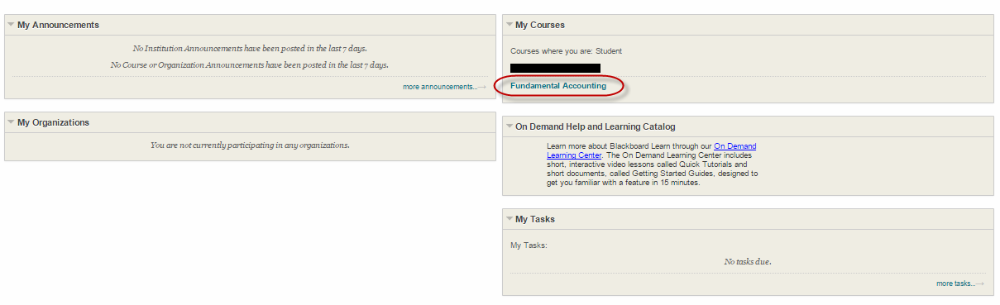 My Announcements
No Institution Announcements have been posted in the last 7 days.
No Course or Organization Announcements have been posted in the last 7 days.
more announcements...
My Organizations
You are not currently participating in any organizations.
My Courses
Courses where you are: Student
Fundamental Accounting
On Demand Help and Learning Catalog
Learn more about Blackboard Learn through our On Demand
Learning Center. The On Demand Learning Center includes
short, interactive video lessons called Quick Tutorials and
short documents, called Getting Started Guides, designed to
get you familiar with a feature in 15 minutes.
My Tasks
My Tasks:
No tasks due.
more tasks...